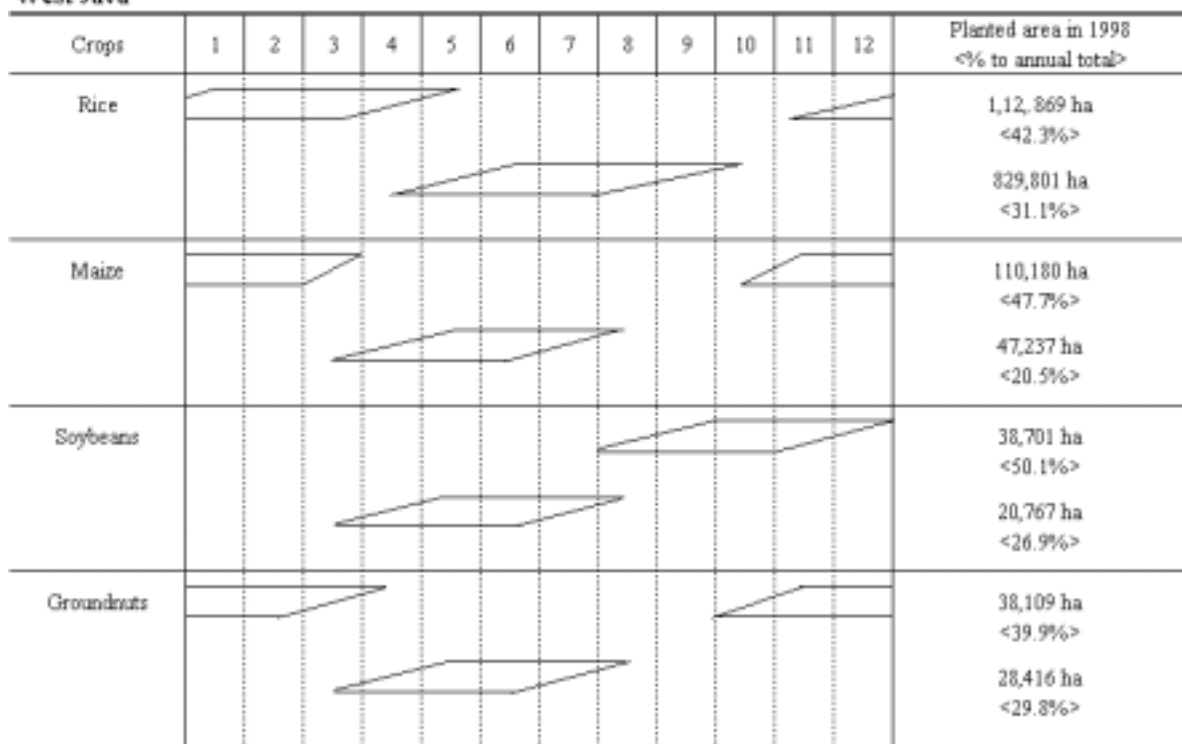 Crops 1 2 3 4 5 6 7 8 9 10 11 12 Planted area in 1998
<% to annual total>
Rice 1,12,.869 ha
<42.3%>
829,801 ha
<31.1%>
Maize 110,180 ha
<47.7%>
47,237 ha
<20.5%>
Soybeans 38,701 ha
<50.1%>
20,767 ha
<26.9%>
Groundnuts 38,109 ha
<39.9%>
28,416 ha
<29.8%>